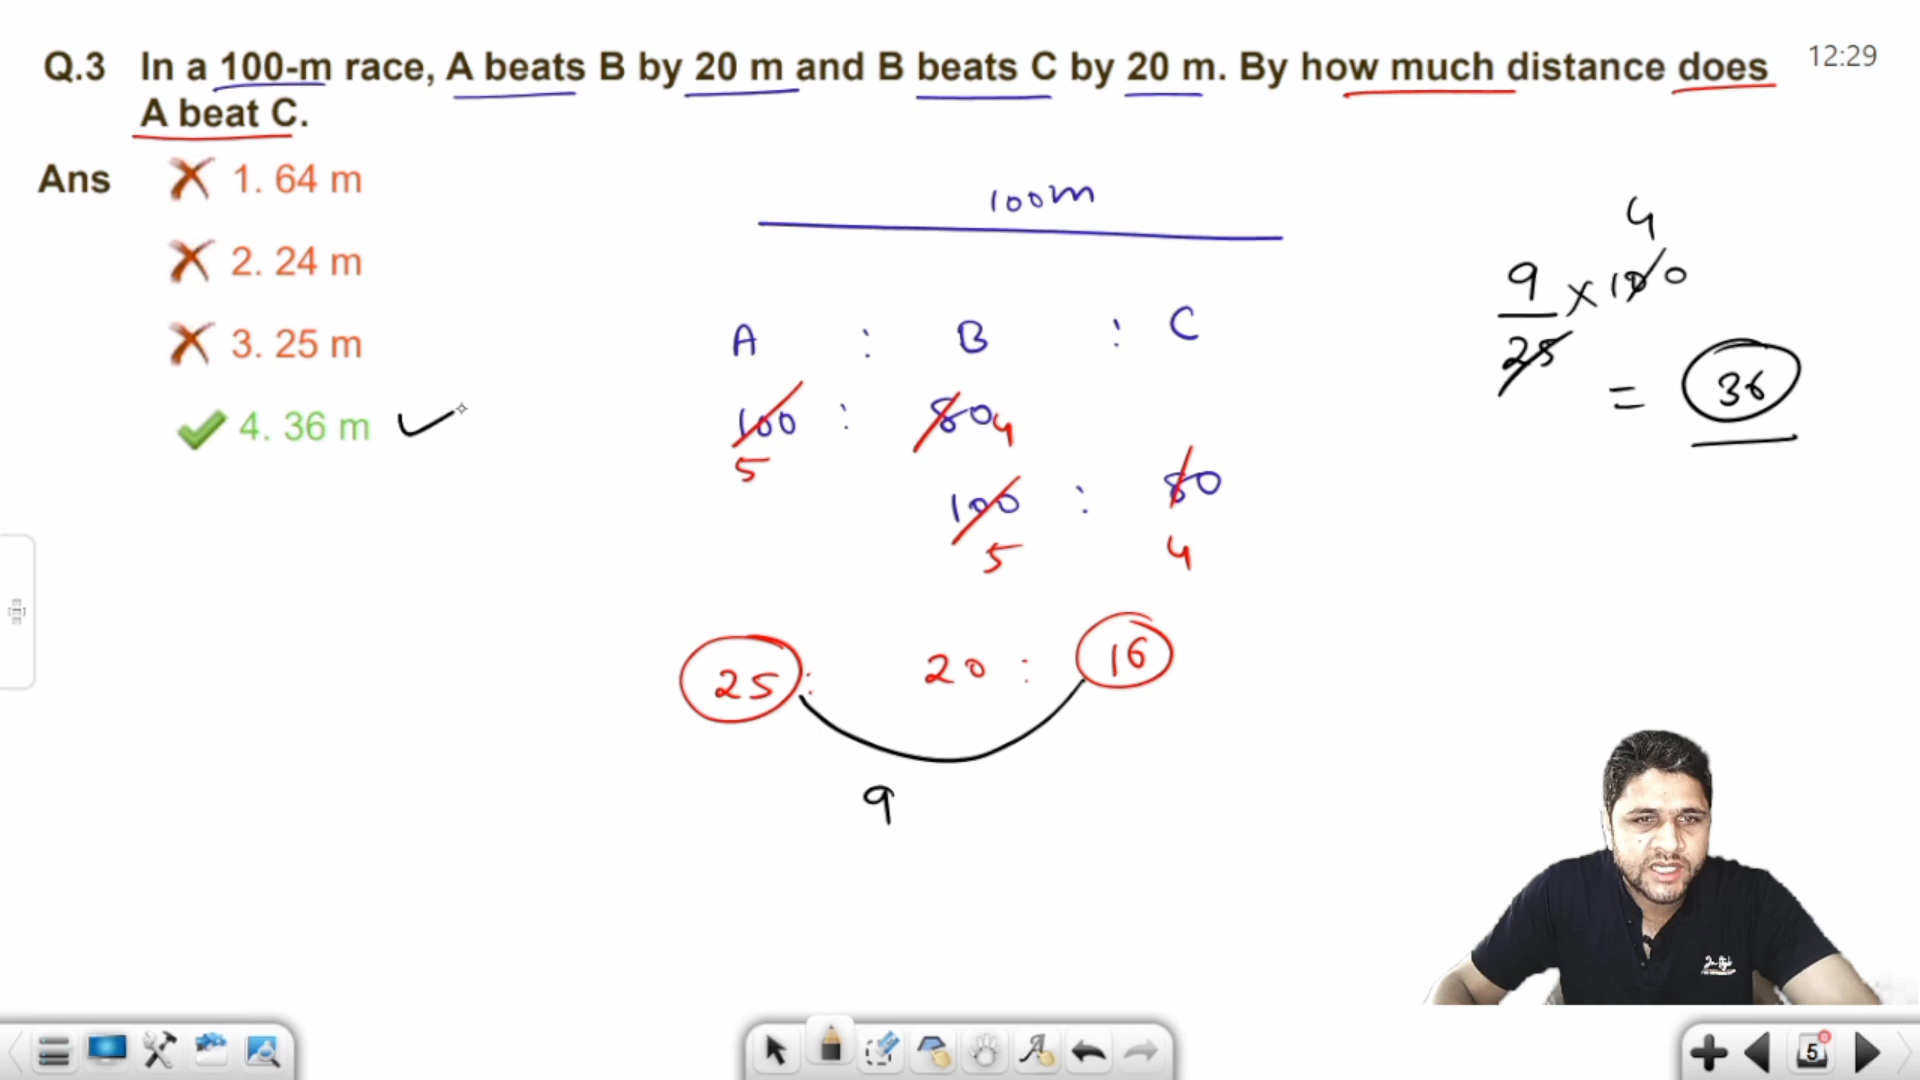 Q.3 In a 100-m race, A beats B by 20 m and B beats C by 20 m. By how much distance does
A beat C.
12:29
Ans
1. 64 m
2. 24 m
3. 25 m
4. 36 m
100m
A : B : C
100 : 80 4
5
100 : 80
5 4
25 : 20 : 16
9
4
9 × 100
25
= 36
5
0